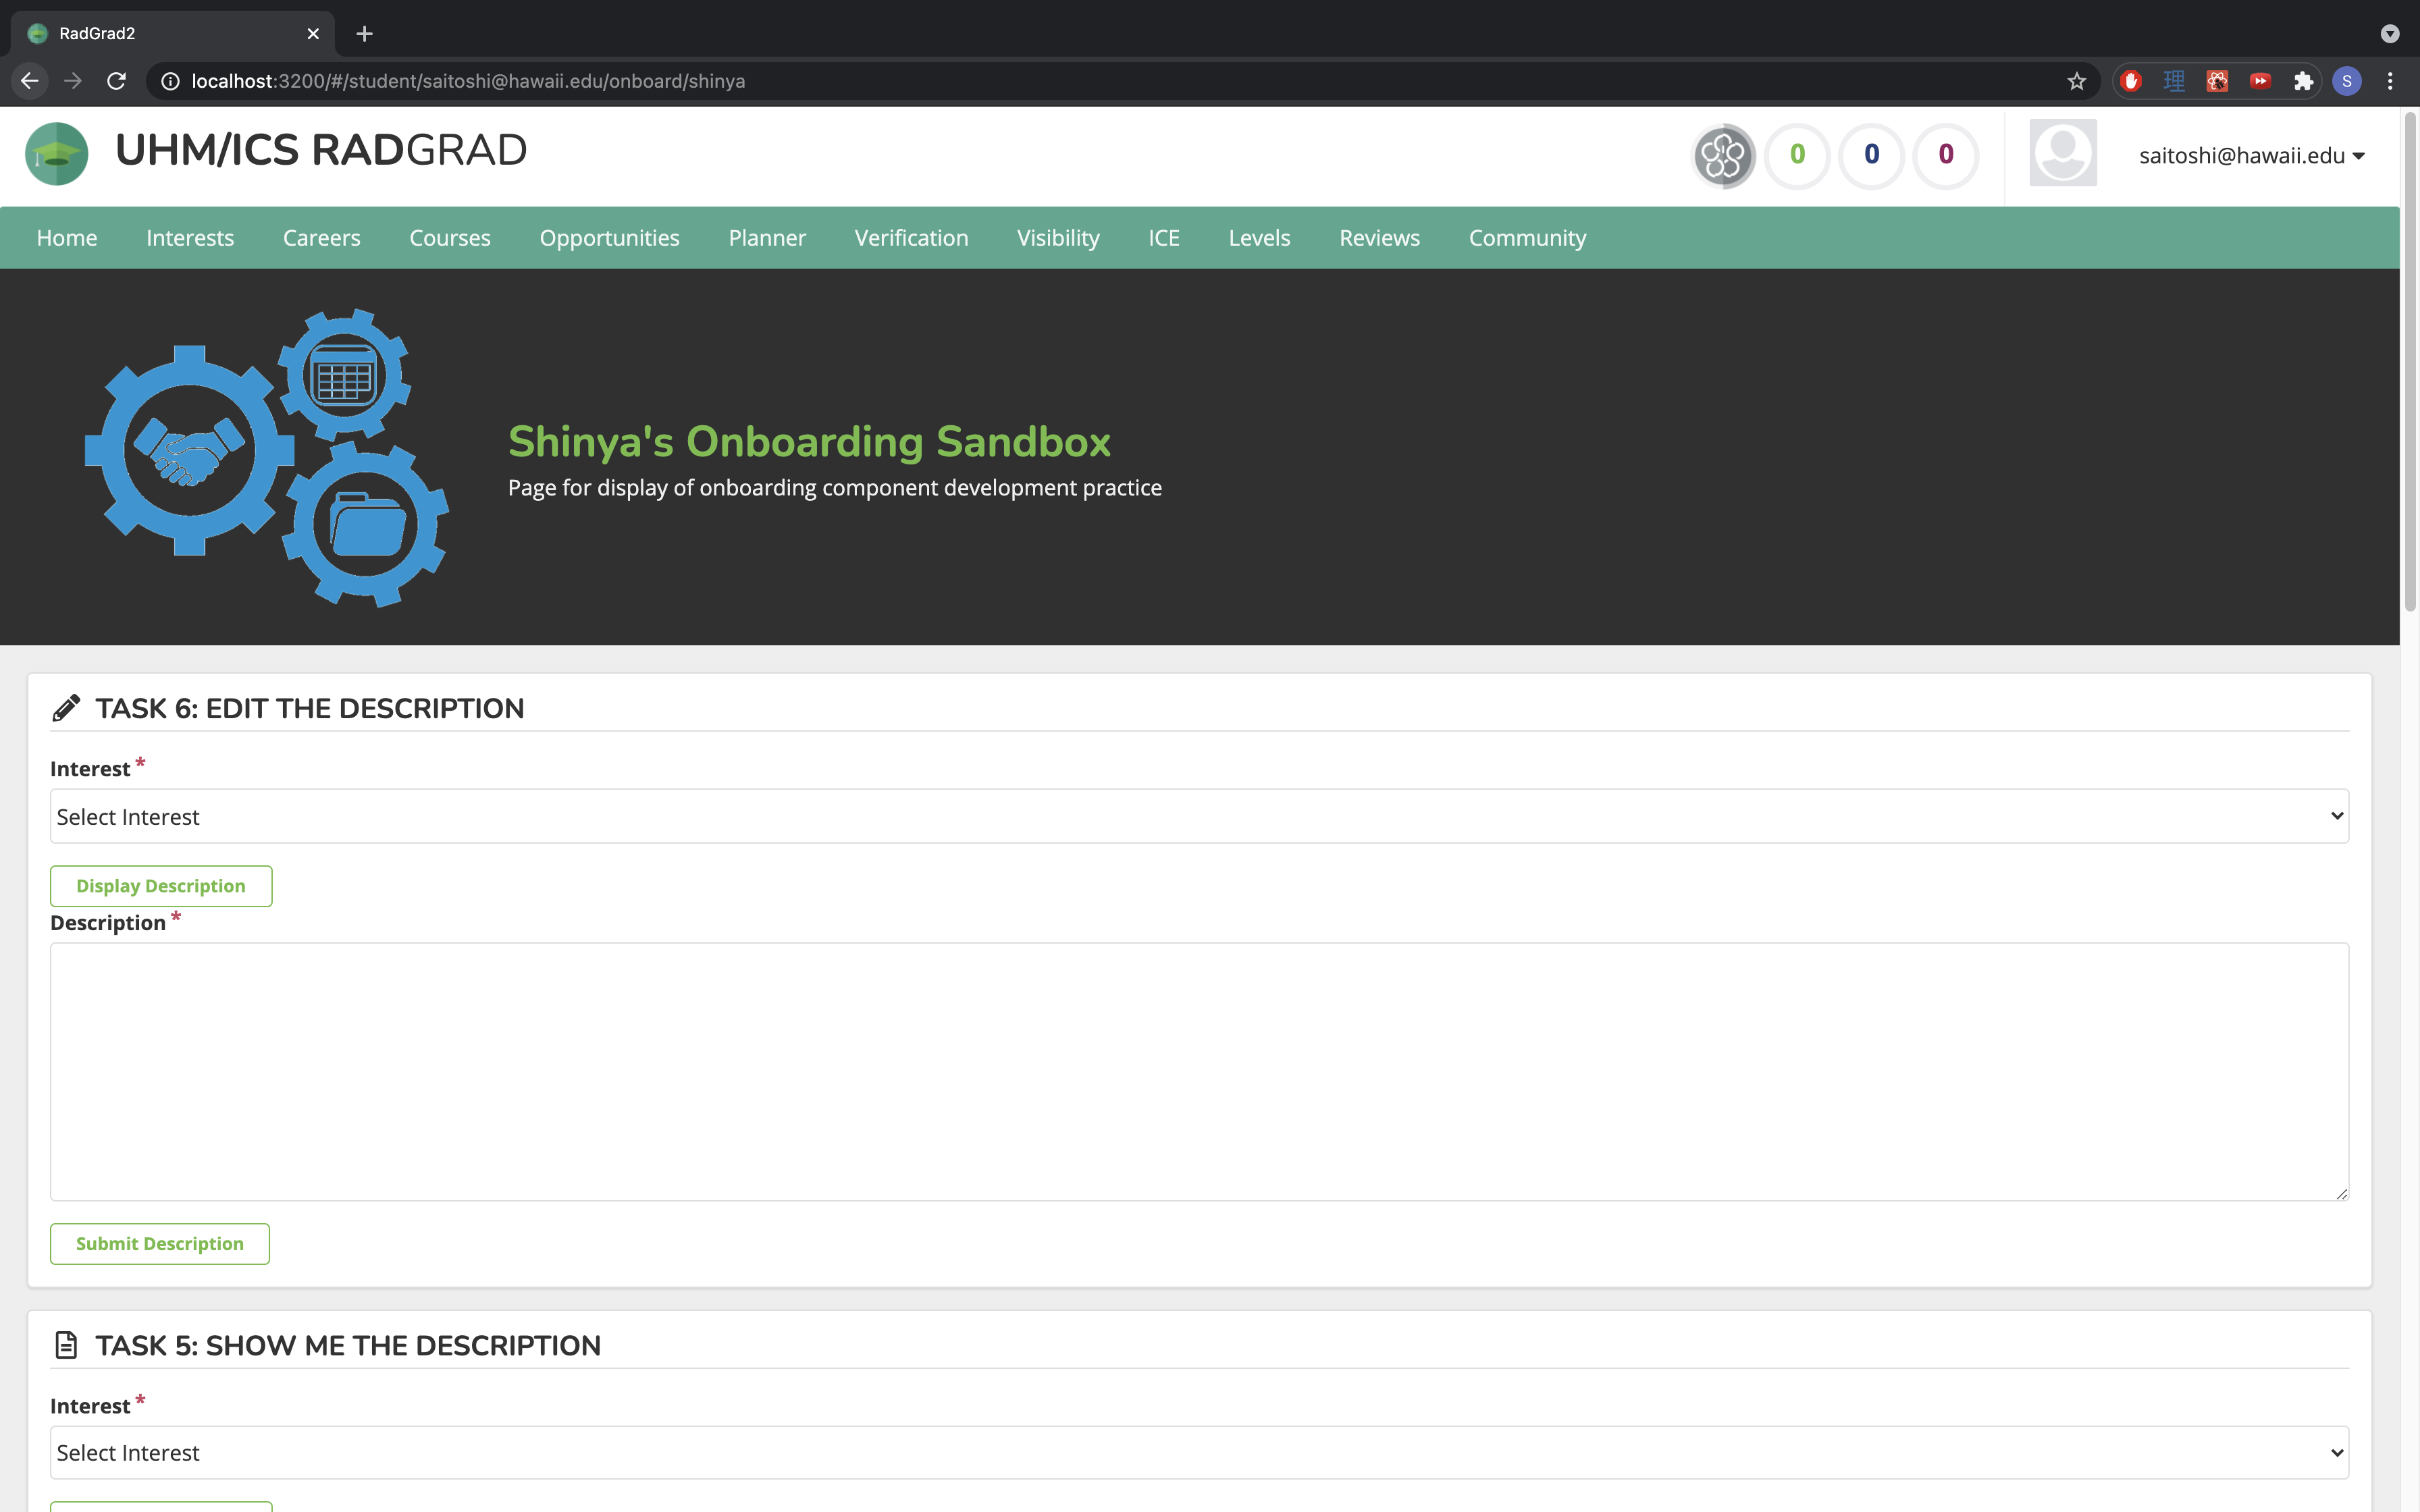 RadGrad2
localhost:3200/#/student/saitoshi@hawaii.edu/onboard/shinya
理
S
UHM/ICS RADGRAD
0
0
0
saitoshi@hawaii.edu
Home
Interests
Careers
Courses
Opportunities
Planner
Verification
Visibility
ICE
Levels
Reviews
Community
Shinya's Onboarding Sandbox
Page for display of onboarding component development practice
TASK 6: EDIT THE DESCRIPTION
Interest *
Select Interest
Display Description
Description *
Submit Description
TASK 5: SHOW ME THE DESCRIPTION
Interest *
Select Interest